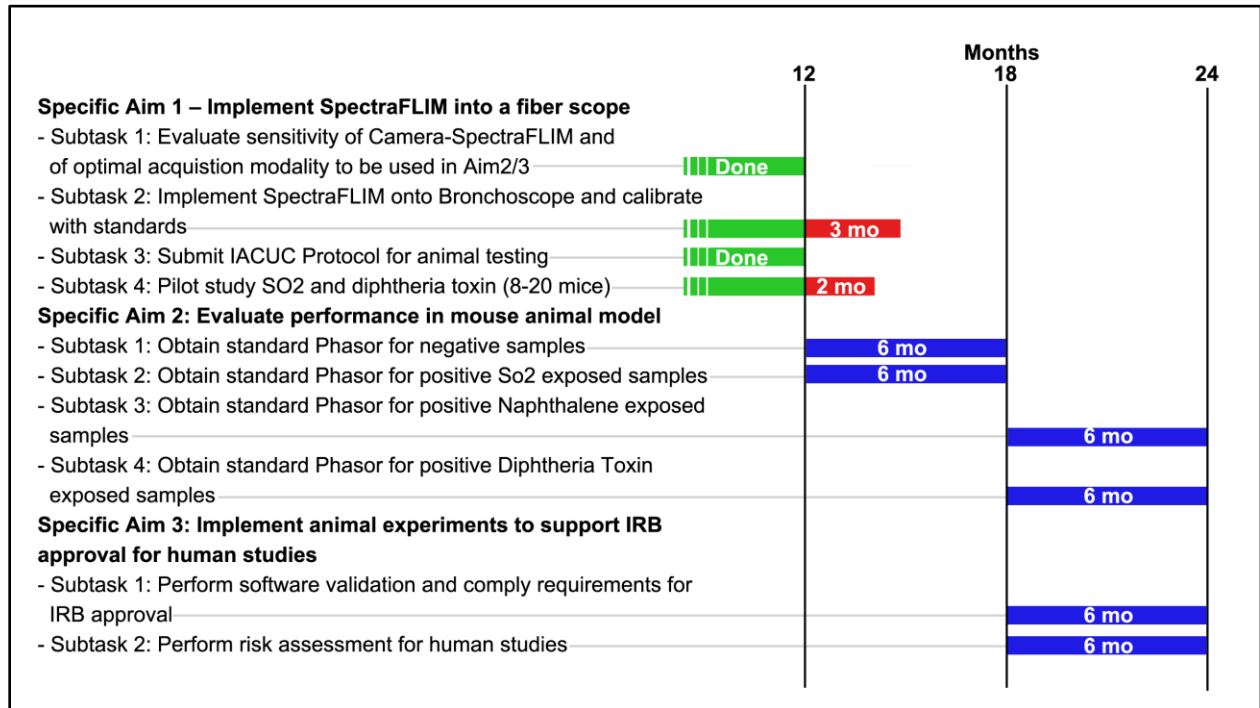 Months
12 18 24
Specific Aim 1 – Implement SpectraFLIM into a fiber scope
- Subtask 1: Evaluate sensitivity of Camera-SpectraFLIM and
of optimal acquistion modality to be used in Aim2/3 Done
- Subtask 2: Implement SpectraFLIM onto Bronchoscope and calibrate
with standards 3 mo
- Subtask 3: Submit IACUC Protocol for animal testing Done
- Subtask 4: Pilot study SO2 and diphtheria toxin (8-20 mice) 2 mo
Specific Aim 2: Evaluate performance in mouse animal model
- Subtask 1: Obtain standard Phasor for negative samples 6 mo
- Subtask 2: Obtain standard Phasor for positive So2 exposed samples 6 mo
- Subtask 3: Obtain standard Phasor for positive Naphthalene exposed
samples 6 mo
- Subtask 4: Obtain standard Phasor for positive Diphtheria Toxin
exposed samples 6 mo
Specific Aim 3: Implement animal experiments to support IRB
approval for human studies
- Subtask 1: Perform software validation and comply requirements for
IRB approval 6 mo
- Subtask 2: Perform risk assessment for human studies 6 mo